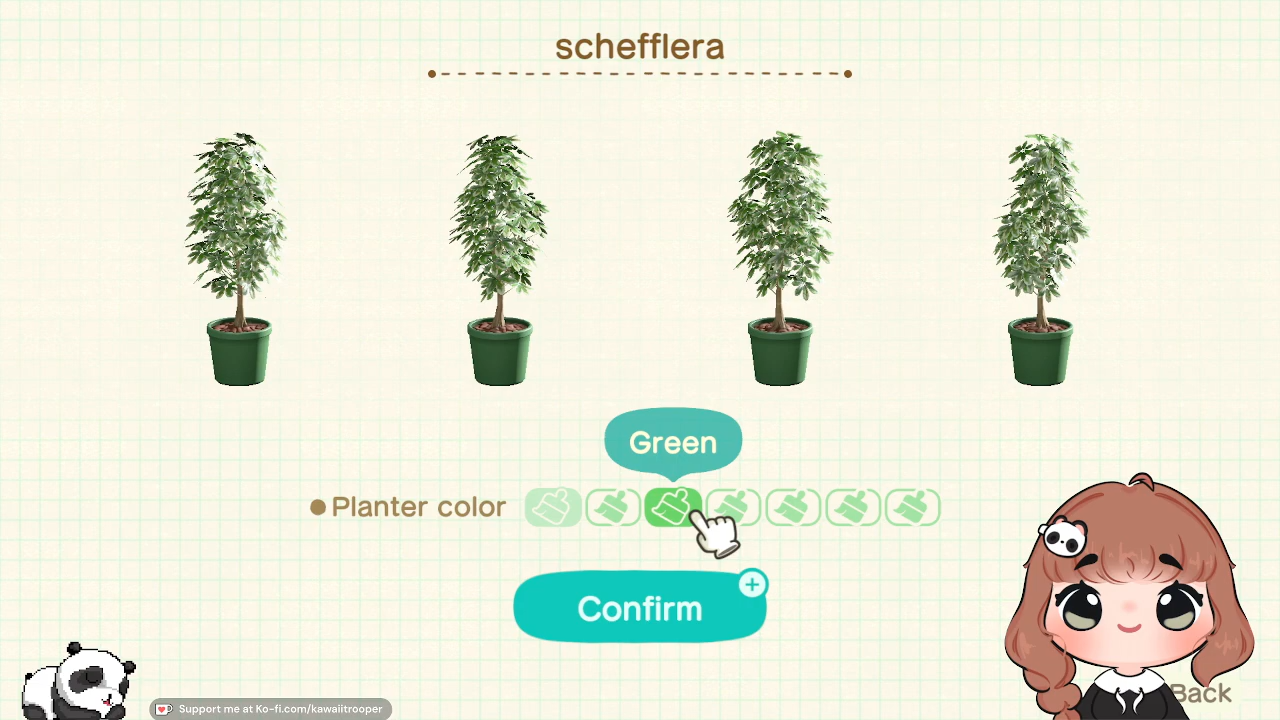 schefflera
Green
Planter color
Confirm
Back
Support me at Ko-fi.com/kawaiitrooper